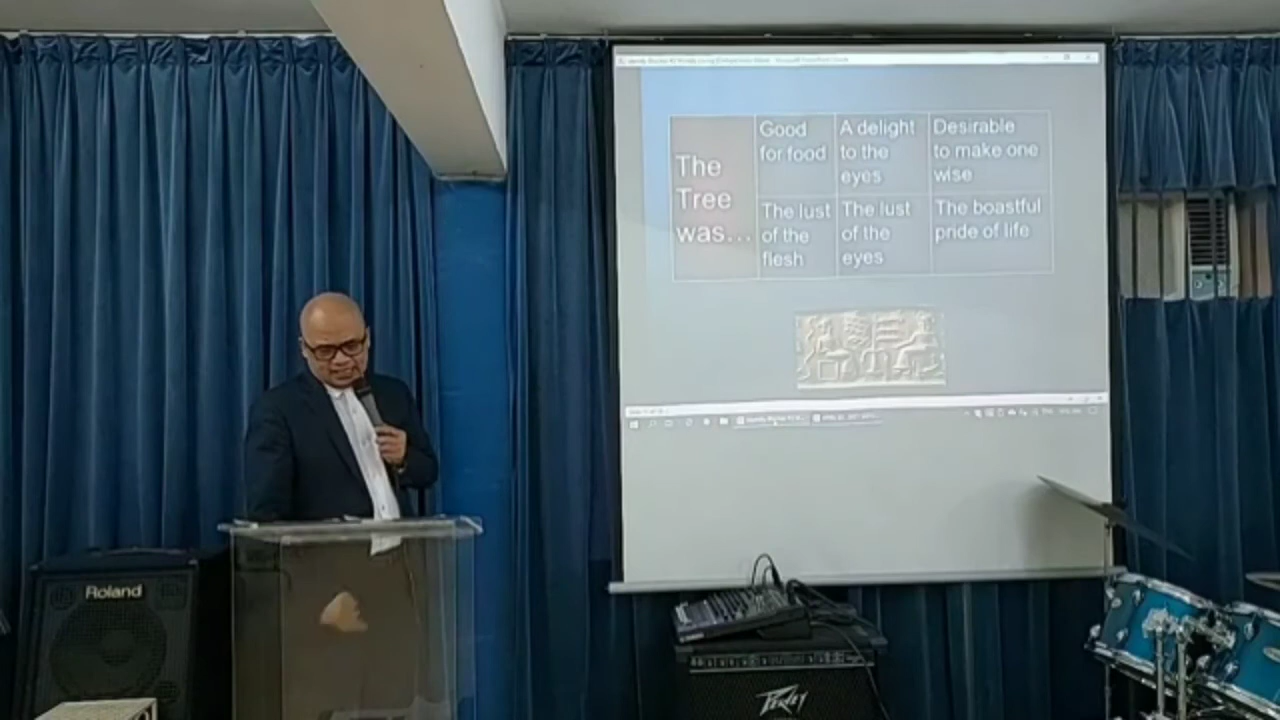 The
Tree
was...
Good
for food
A delight
to the
eyes
Desirable
to make one
wise
The lust
of the
flesh
The lust
of the
eyes
The boastful
pride of life
Roland
PEAVEY